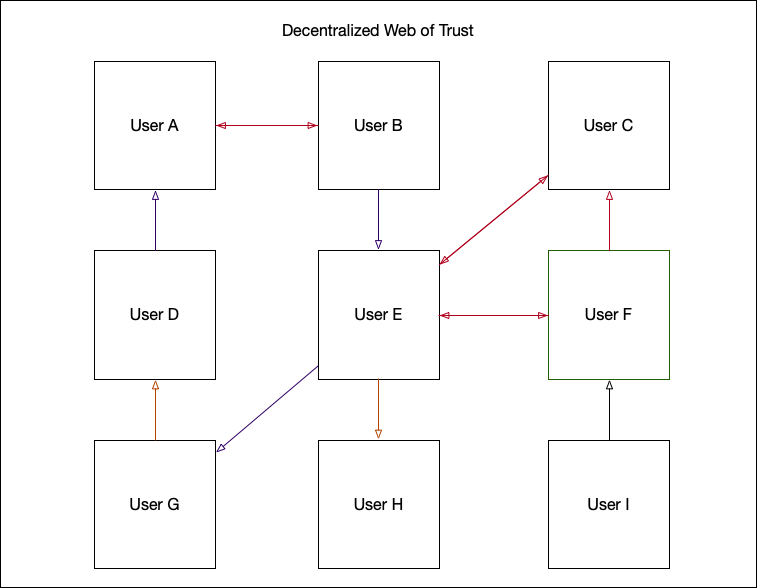 Decentralized Web of Trust
User A
User B
User C
User D
User E
User F
User G
User H
User I